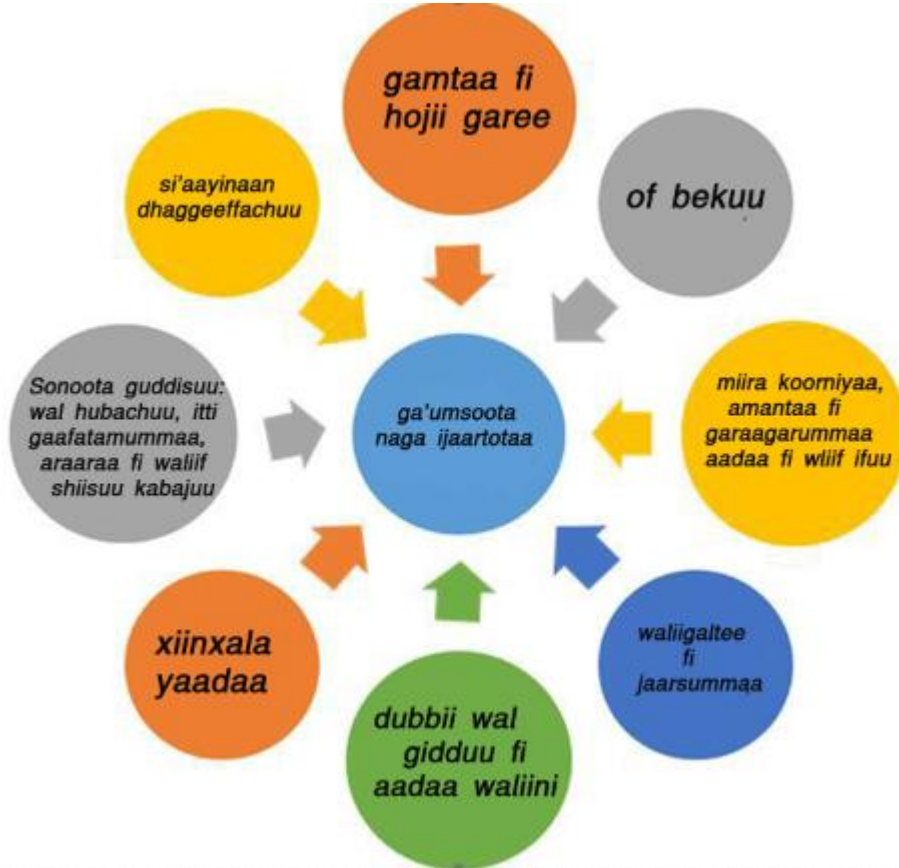 gamtaa fi
hojii garee
of bekuu
miira koorniyaa,
amantaa fi
garaagarummaa
aadaa fi wliif ifuu
waliigaltee
fi
jaarsummaa
dubbii wal
gidduu fi
aadaa waliini
xiinxala
yaadaa
Sonoota guddisuu:
wal hubachuu, itti
gaafatamummaa,
araaraa fi waliif
shiisuu kabajuu
si'aayinaan
dhaggeeffachuu
ga'umsoota
naga ijaartotaa